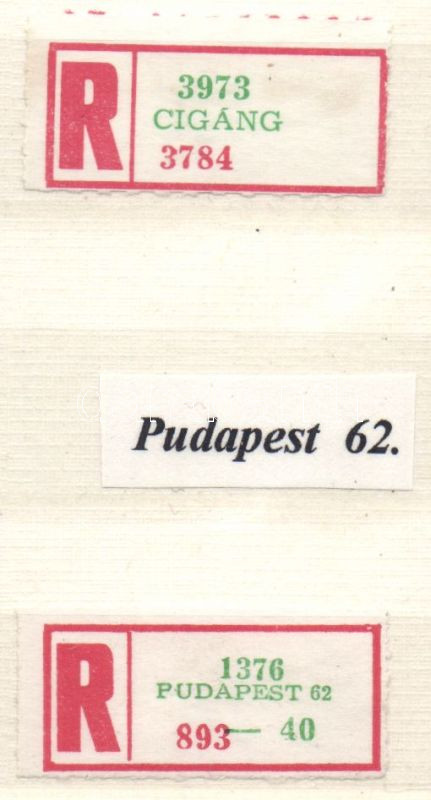 R
3973
CIGÁNG
3784
Pudapest 62.
R
1376
PUDAPEST 62
893 — 40